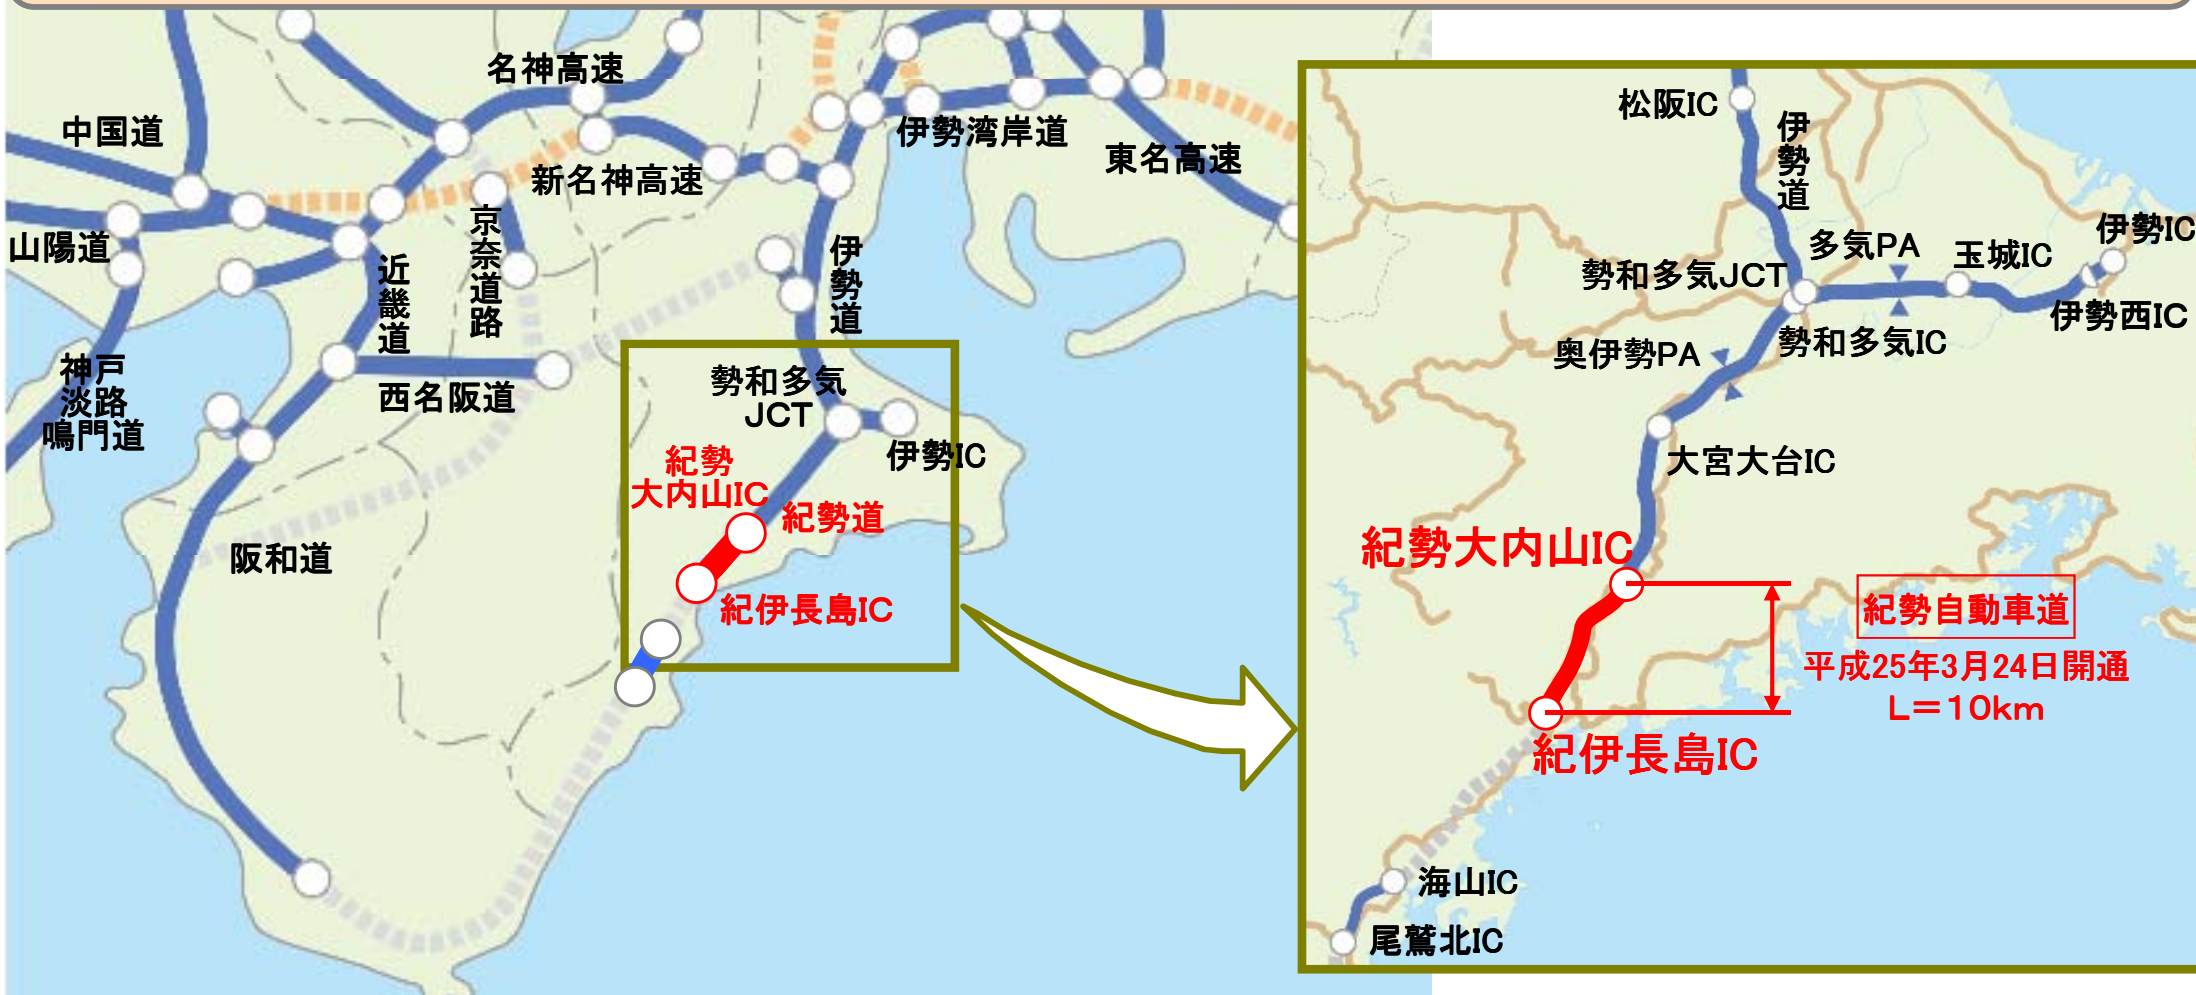 名神高速
中国道
伊勢湾岸道
東名高速
新名神高速
山陽道
京奈道路
近畿道
伊勢道
神戸
淡路
鳴門道
西名阪道
勢和多気
JCT
伊勢IC
紀勢
大内山IC
紀勢道
阪和道
紀伊長島IC
松阪IC
伊勢道
伊勢IC
多気PA
玉城IC
勢和多気JCT
伊勢西IC
勢和多気IC
奥伊勢PA
大宮大台IC
紀勢大内山IC
紀勢自動車道
平成25年3月24日開通
L=10km
紀伊長島IC
海山IC
尾鷲北IC